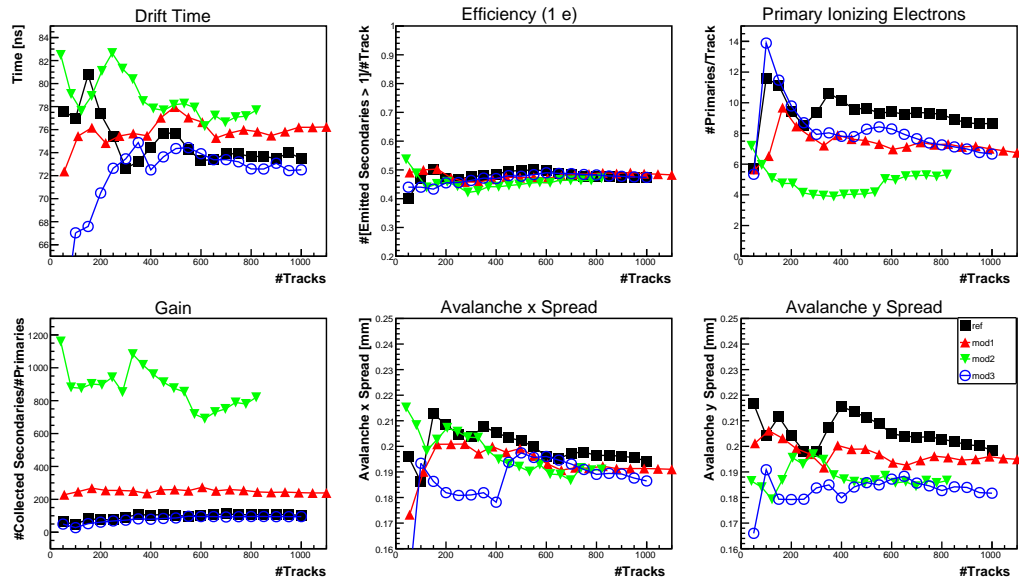 Drift Time
Time [ns]
84
82
80
78
76
74
72
70
68
66
0 200 400 600 800 1000
#Tracks
Efficiency (1 e)
#[Emitted Secondaries > 1]/#Track
1
0.9
0.8
0.7
0.6
0.5
0.4
0.3
0.2
0 200 400 600 800 1000
#Tracks
Primary Ionizing Electrons
#Primaries/Track
14
12
10
8
6
4
2
0
0 200 400 600 800 1000
#Tracks
Gain
#Collected Secondaries/#Primaries
1200
1000
800
600
400
200
0
0 200 400 600 800 1000
#Tracks
Avalanche x Spread
Avalanche x Spread [mm]
0.25
0.24
0.23
0.22
0.21
0.2
0.19
0.18
0.17
0.16
0 200 400 600 800 1000
#Tracks
Avalanche y Spread
Avalanche y Spread [mm]
0.25
0.24
0.23
0.22
0.21
0.2
0.19
0.18
0.17
0.16
0 200 400 600 800 1000
#Tracks
ref
mod1
mod2
mod3